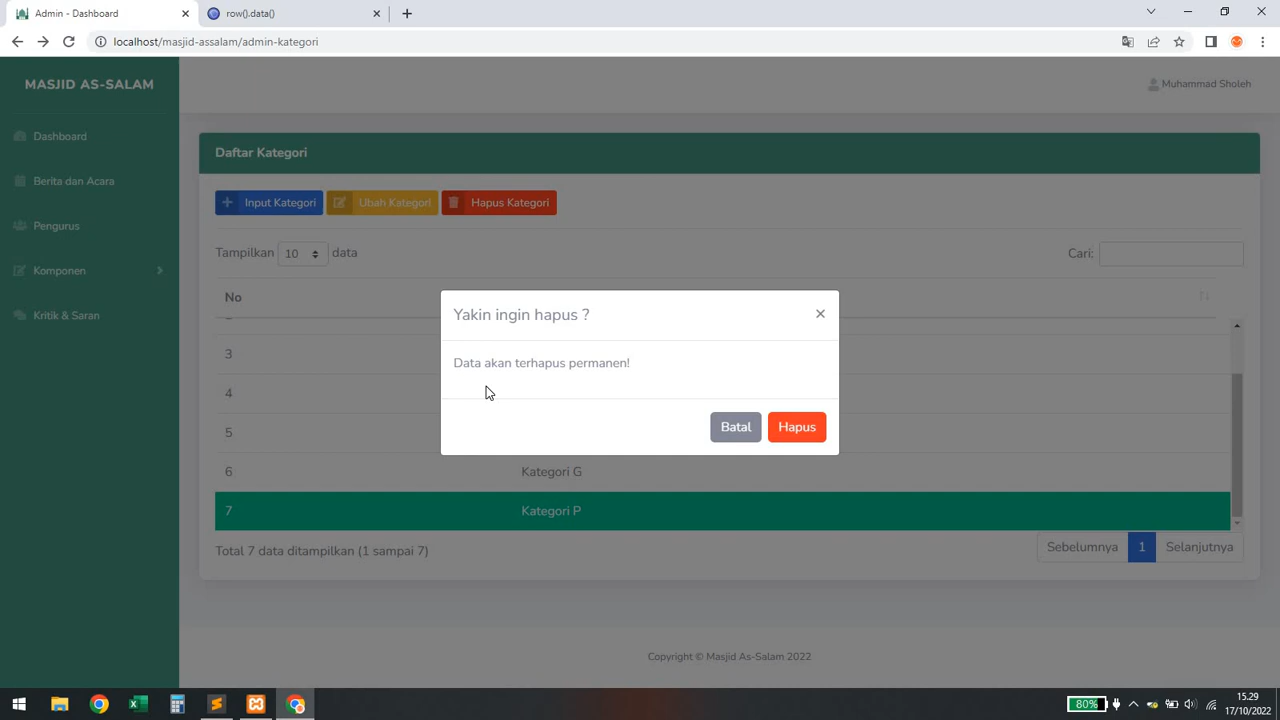 Admin - Dashboard
row().data()
localhost/masjid-assalam/admin-kategori
MASJID AS-SALAM
Muhammad Sholeh
Dashboard
Berita dan Acara
Pengurus
Komponen
Kritik & Saran
Daftar Kategori
Input Kategori
Ubah Kategori
Hapus Kategori
Tampilkan 10 data
Cari:
No
3
4
5
6 Kategori G
7 Kategori P
Yakin ingin hapus ?
×
Data akan terhapus permanen!
Batal
Hapus
Total 7 data ditampilkan (1 sampai 7)
Sebelumnya 1 Selanjutnya
Copyright © Masjid As-Salam 2022
80%
15.29
17/10/2022